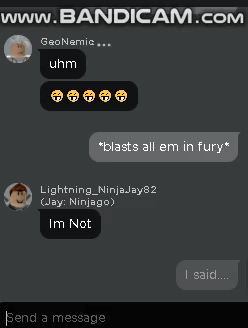 www.BANDICAM.com
GeoNemic...
uhm
😂😂😂😂😂
*blasts all em in fury*
Lightning_NinjaJay82
(Jay: Ninjago)
Im Not
I said....
Send a message